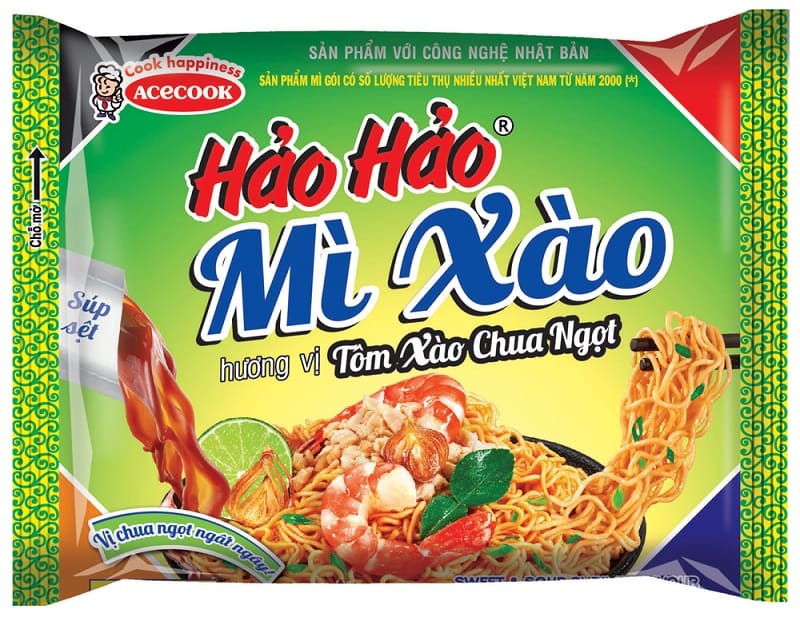 SẢN PHẨM VỚI CÔNG NGHỆ NHẬT BẢN
SẢN PHẨM MÌ GÓI CÓ SỐ LƯỢNG TIÊU THỤ NHIỀU NHẤT VIỆT NAM TỪ NĂM 2000 (*)
Cook happiness
ACECOOK
Hảo Hảo®
Mì Xào
hương vị Tôm Xào Chua Ngọt
Chỗ mở
Súp
sệt
Vị chua ngọt ngất ngây!
SWEET & SOUR